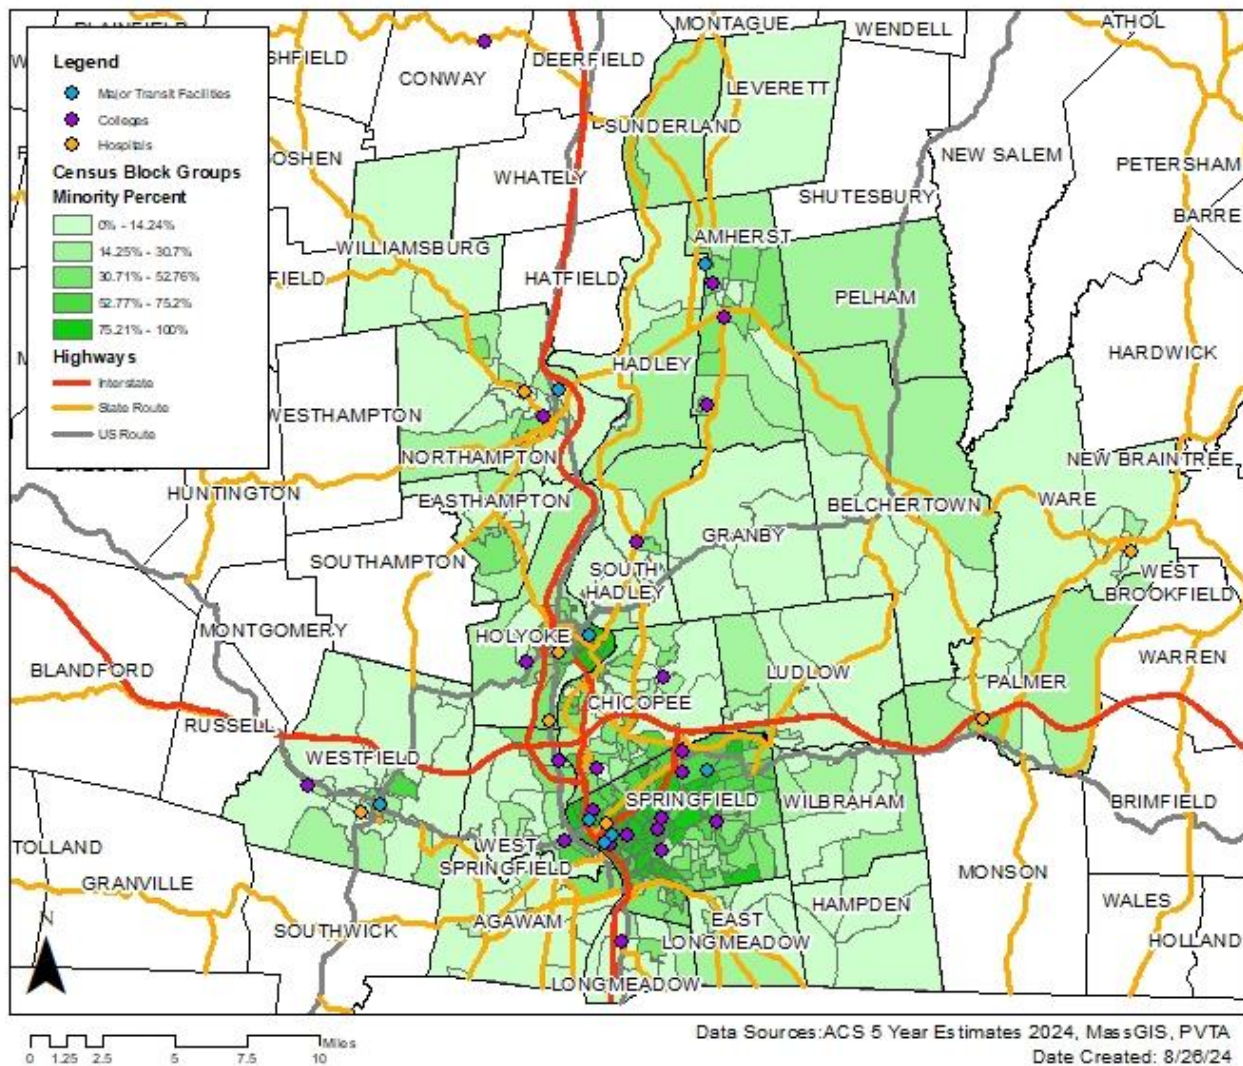 PLAINFIELD
MONTAGUE
WENDELL
ATHOL
Legend
Major Transit Facilities
Colleges
Hospitals
Census Block Groups
Minority Percent
0% - 14.24%
14.25% - 30.7%
30.71% - 52.76%
52.77% - 75.2%
75.21% - 100%
Highways
Interstate
State Route
US Route
SHFIELD
CONWAY
DEERFIELD
LEVERETT
SUNDERLAND
OSHEN
WHATELY
NEW SALEM
PETERSHAM
SHUTESBURY
BARRE
WILLIAMSBURG
AMHERST
FIELD
HATFIELD
PELHAM
HADLEY
HARDWICK
WESTHAMPTON
NORTHAMPTON
NEW BRAINTREE
HUNTINGTON
EASTHAMPTON
BELCHERTOWN
WARE
SOUTHAMPTON
GRANBY
SOUTH
HADLEY
WEST
BROOKFIELD
MONTGOMERY
HOLYOKE
BLANDFORD
LUDLOW
PALMER
WARREN
RUSSELL
CHICOPEE
WESTFIELD
SPRINGFIELD
WILBRAHAM
BRIMFIELD
TOLLAND
WEST
SPRINGFIELD
GRANVILLE
MONSON
WALES
HAMPDEN
SOUTHWICK
AGAWAM
EAST
LONGMEADOW
HOLLAND
LONGMEADOW
N
Miles
0 1.25 2.5 5 7.5 10
Data Sources:ACS 5 Year Estimates 2024, MassGIS, PVTA
Date Created: 8/26/24